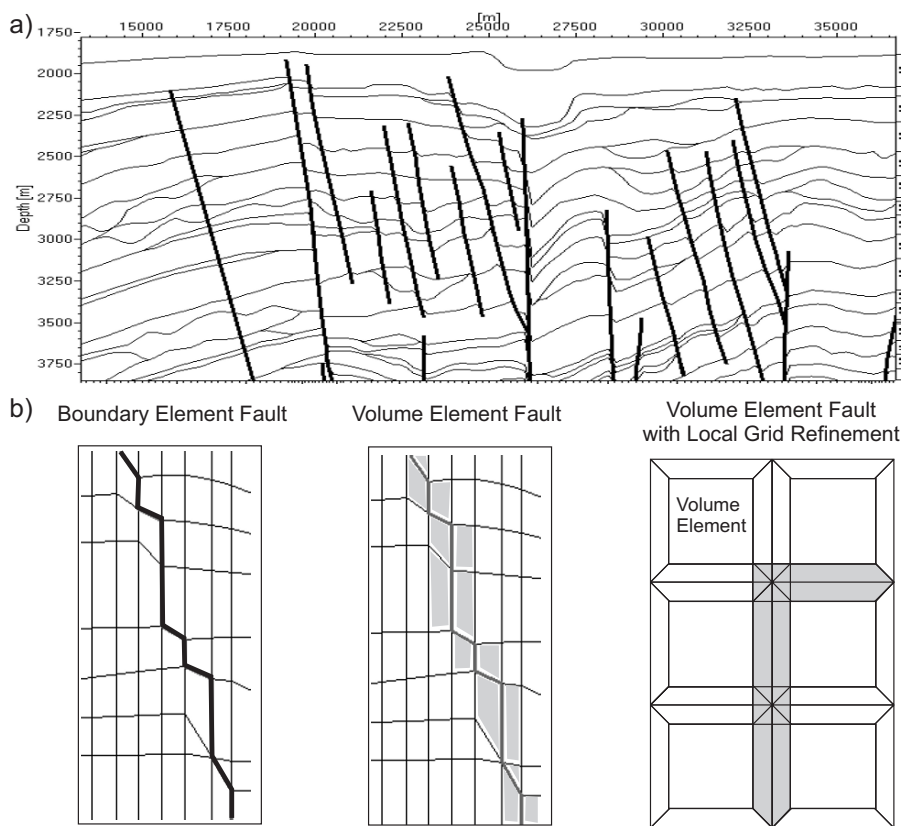 a)
[m]
15000 17500 20000 22500 25000 27500 30000 32500 35000
Depth [m]
1750
2000
2250
2500
2750
3000
3250
3500
3750
b)
Boundary Element Fault
Volume Element Fault
Volume Element Fault
with Local Grid Refinement
Volume
Element